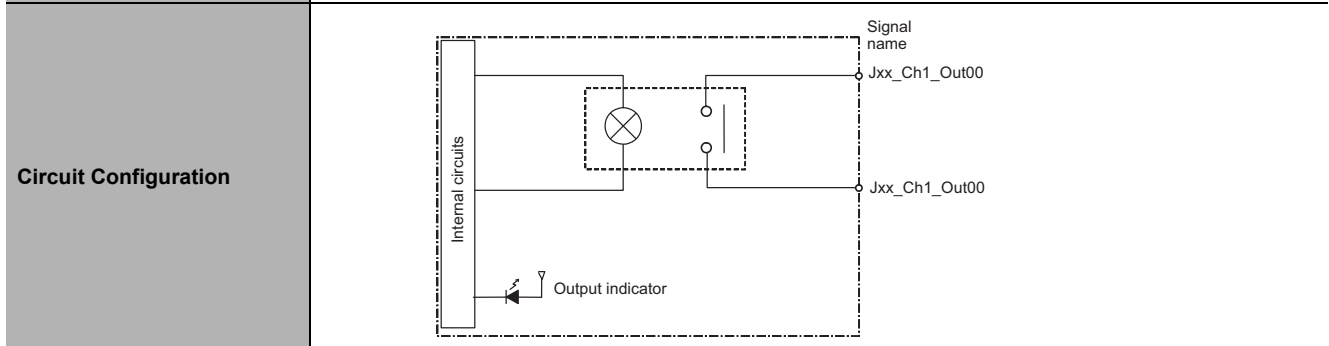 Circuit Configuration
Signal
name
Jxx_Ch1_Out00
Internal circuits
Jxx_Ch1_Out00
Output indicator